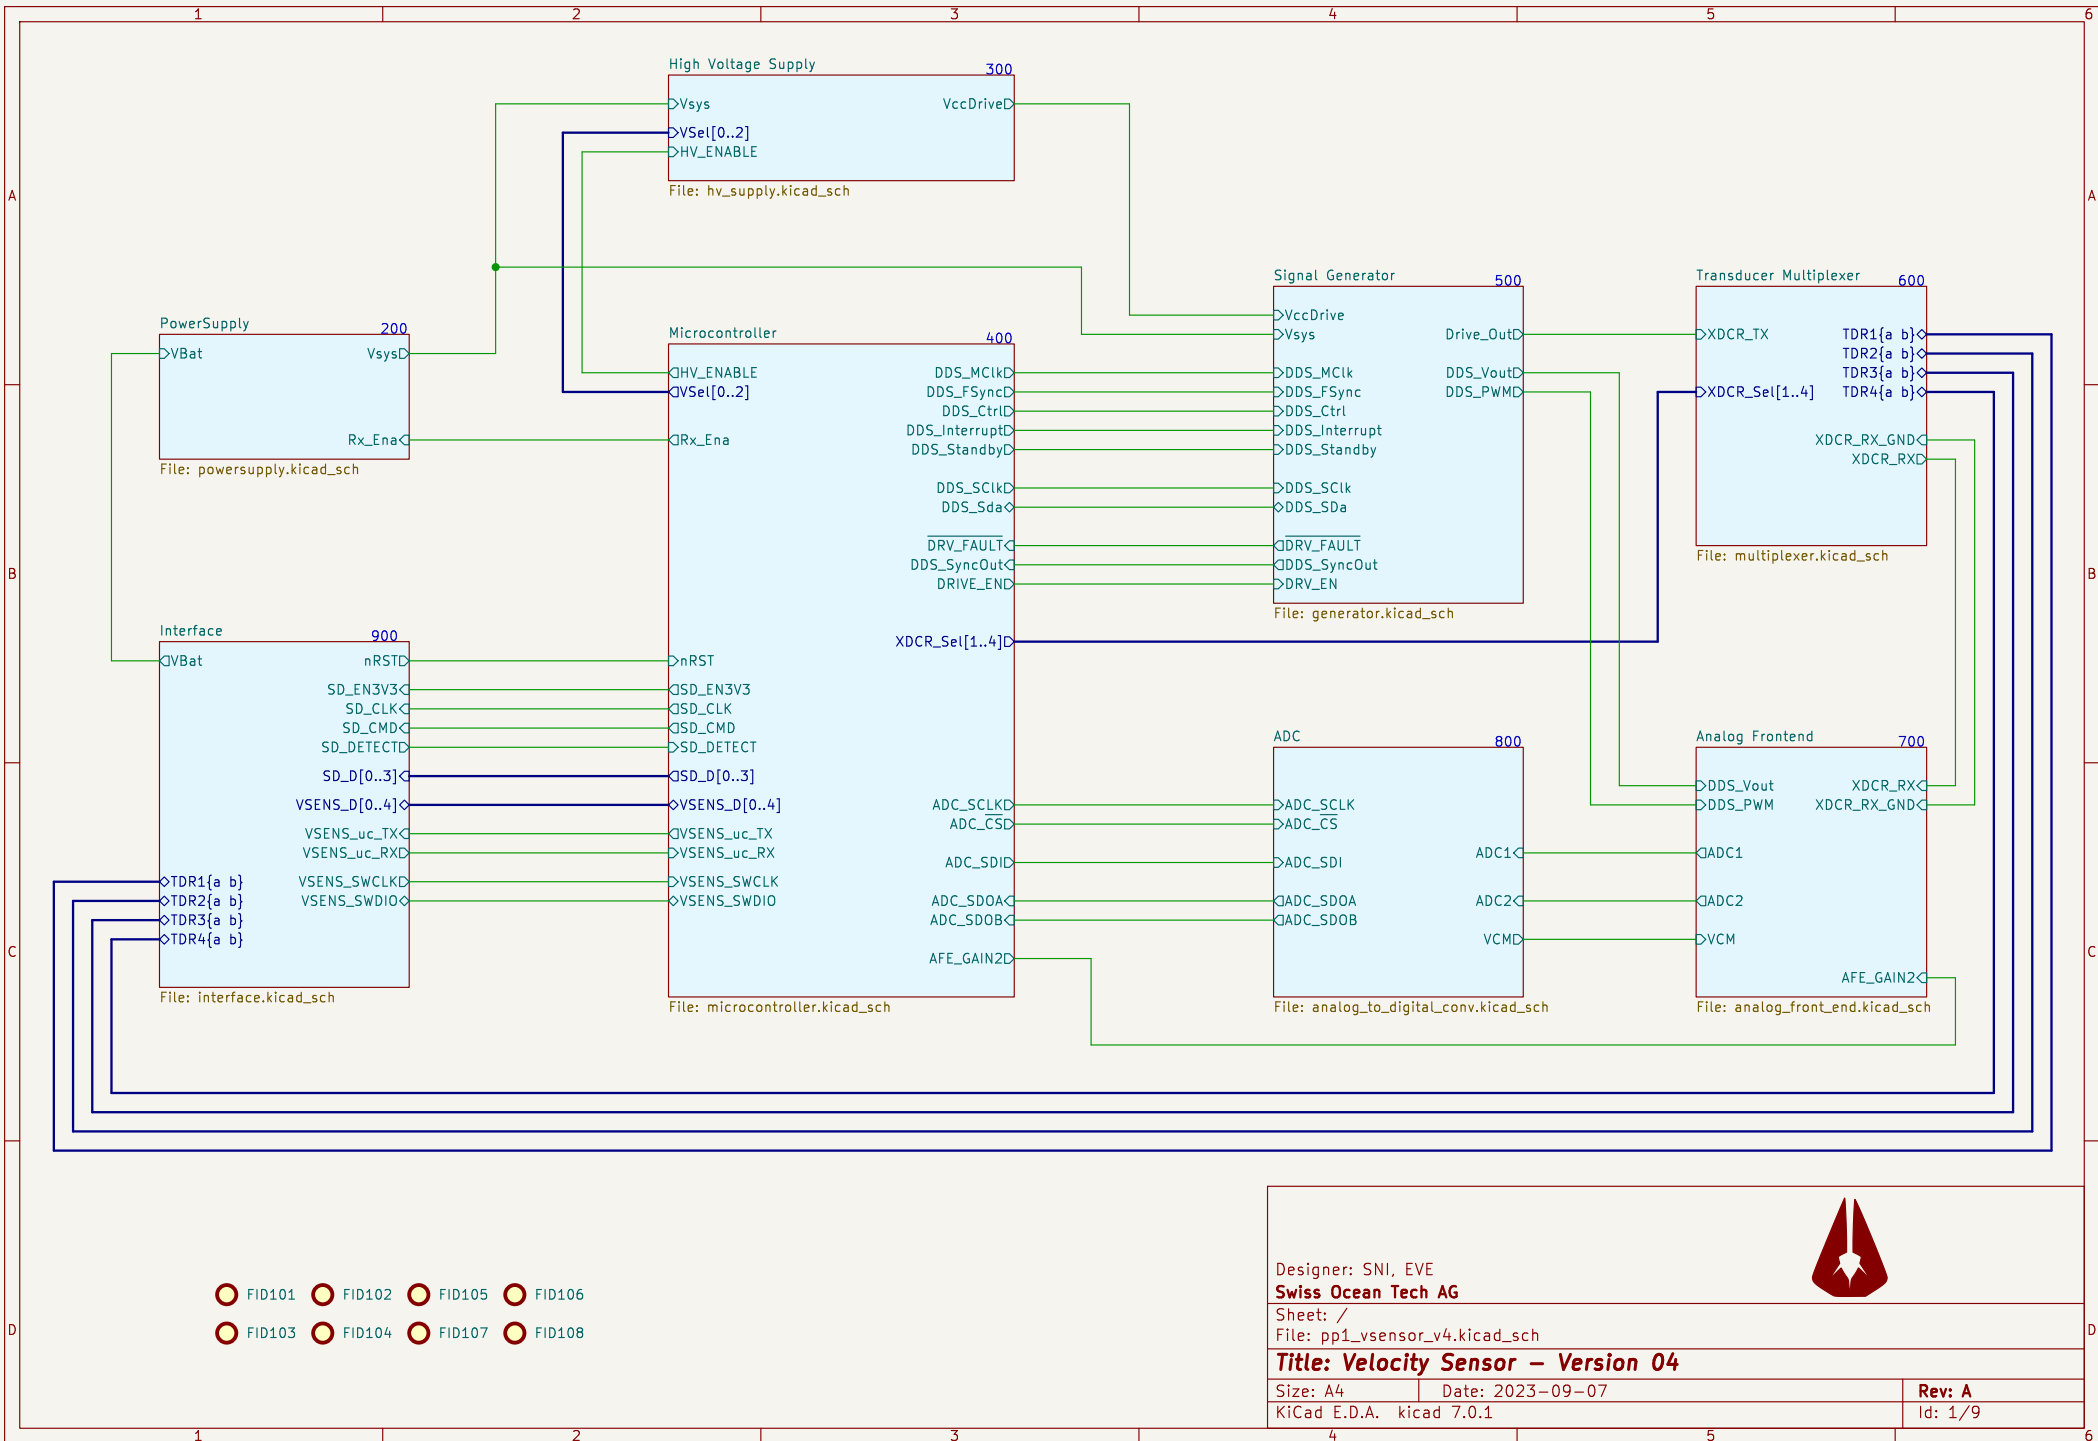 1 2 3 4 5 6
High Voltage Supply
300
Vsys
VccDrive
VSel[0..2]
HV_ENABLE
File: hv_supply.kicad_sch
A
A
PowerSupply
200
VBat
Vsys
Rx_Ena
File: powersupply.kicad_sch
Microcontroller
400
HV_ENABLE
VSel[0..2]
Rx_Ena
nRST
SD_EN3V3
SD_CLK
SD_CMD
SD_DETECT
SD_D[0..3]
VSENS_D[0..4]
VSENS_uc_TX
VSENS_uc_RX
VSENS_SWCLK
VSENS_SWDIO
DDS_MClk
DDS_FSync
DDS_Ctrl
DDS_Interrupt
DDS_Standby
DDS_SClk
DDS_Sda
DRV_FAULT
DDS_SyncOut
DRIVE_EN
XDCR_Sel[1..4]
ADC_SCLK
ADC_CS
ADC_SDI
ADC_SDOA
ADC_SDOB
AFE_GAIN2
File: microcontroller.kicad_sch
Signal Generator
500
VccDrive
Vsys
DDS_MClk
DDS_FSync
DDS_Ctrl
DDS_Interrupt
DDS_Standby
DDS_SClk
DDS_SDa
DRV_FAULT
DDS_SyncOut
DRV_EN
Drive_Out
DDS_Vout
DDS_PWM
File: generator.kicad_sch
Transducer Multiplexer
600
XDCR_TX
XDCR_Sel[1..4]
TDR1{a b}
TDR2{a b}
TDR3{a b}
TDR4{a b}
XDCR_RX_GND
XDCR_RX
File: multiplexer.kicad_sch
B
B
Interface
900
VBat
nRST
SD_EN3V3
SD_CLK
SD_CMD
SD_DETECT
SD_D[0..3]
VSENS_D[0..4]
VSENS_uc_TX
VSENS_uc_RX
VSENS_SWCLK
VSENS_SWDIO
TDR1{a b}
TDR2{a b}
TDR3{a b}
TDR4{a b}
File: interface.kicad_sch
ADC
800
ADC_SCLK
ADC_CS
ADC_SDI
ADC_SDOA
ADC_SDOB
ADC1
ADC2
VCM
File: analog_to_digital_conv.kicad_sch
Analog Frontend
700
DDS_Vout
DDS_PWM
ADC1
ADC2
VCM
XDCR_RX
XDCR_RX_GND
AFE_GAIN2
File: analog_front_end.kicad_sch
C
C
FID101 FID102 FID105 FID106
FID103 FID104 FID107 FID108
D
D
Designer: SNI, EVE
Swiss Ocean Tech AG
Sheet: /
File: pp1_vsensor_v4.kicad_sch
Title: Velocity Sensor – Version 04
Size: A4 Date: 2023-09-07 Rev: A
KiCad E.D.A. kicad 7.0.1 Id: 1/9
1 2 3 4 5 6